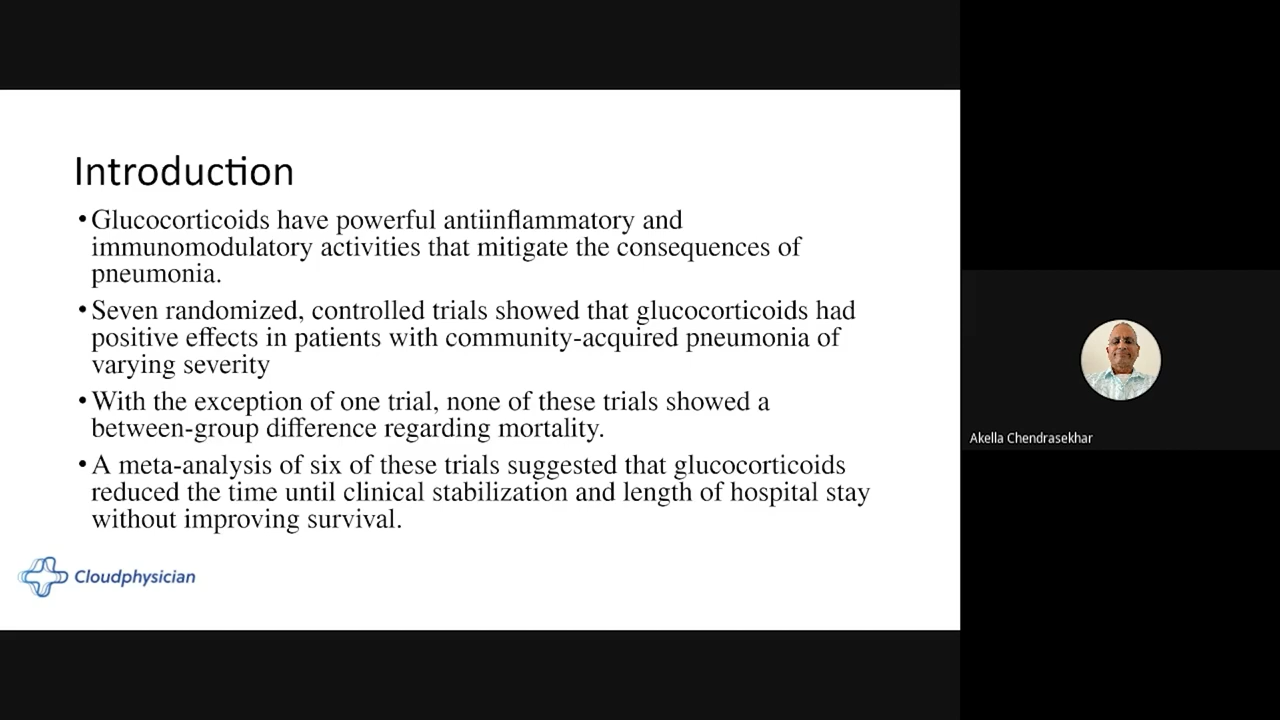 Introduction
•Glucocorticoids have powerful antiinflammatory and
immunomodulatory activities that mitigate the consequences of
pneumonia.
•Seven randomized, controlled trials showed that glucocorticoids had
positive effects in patients with community-acquired pneumonia of
varying severity
•With the exception of one trial, none of these trials showed a
between-group difference regarding mortality.
•A meta-analysis of six of these trials suggested that glucocorticoids
reduced the time until clinical stabilization and length of hospital stay
without improving survival.
Cloudphysician
Akella Chendrasekhar